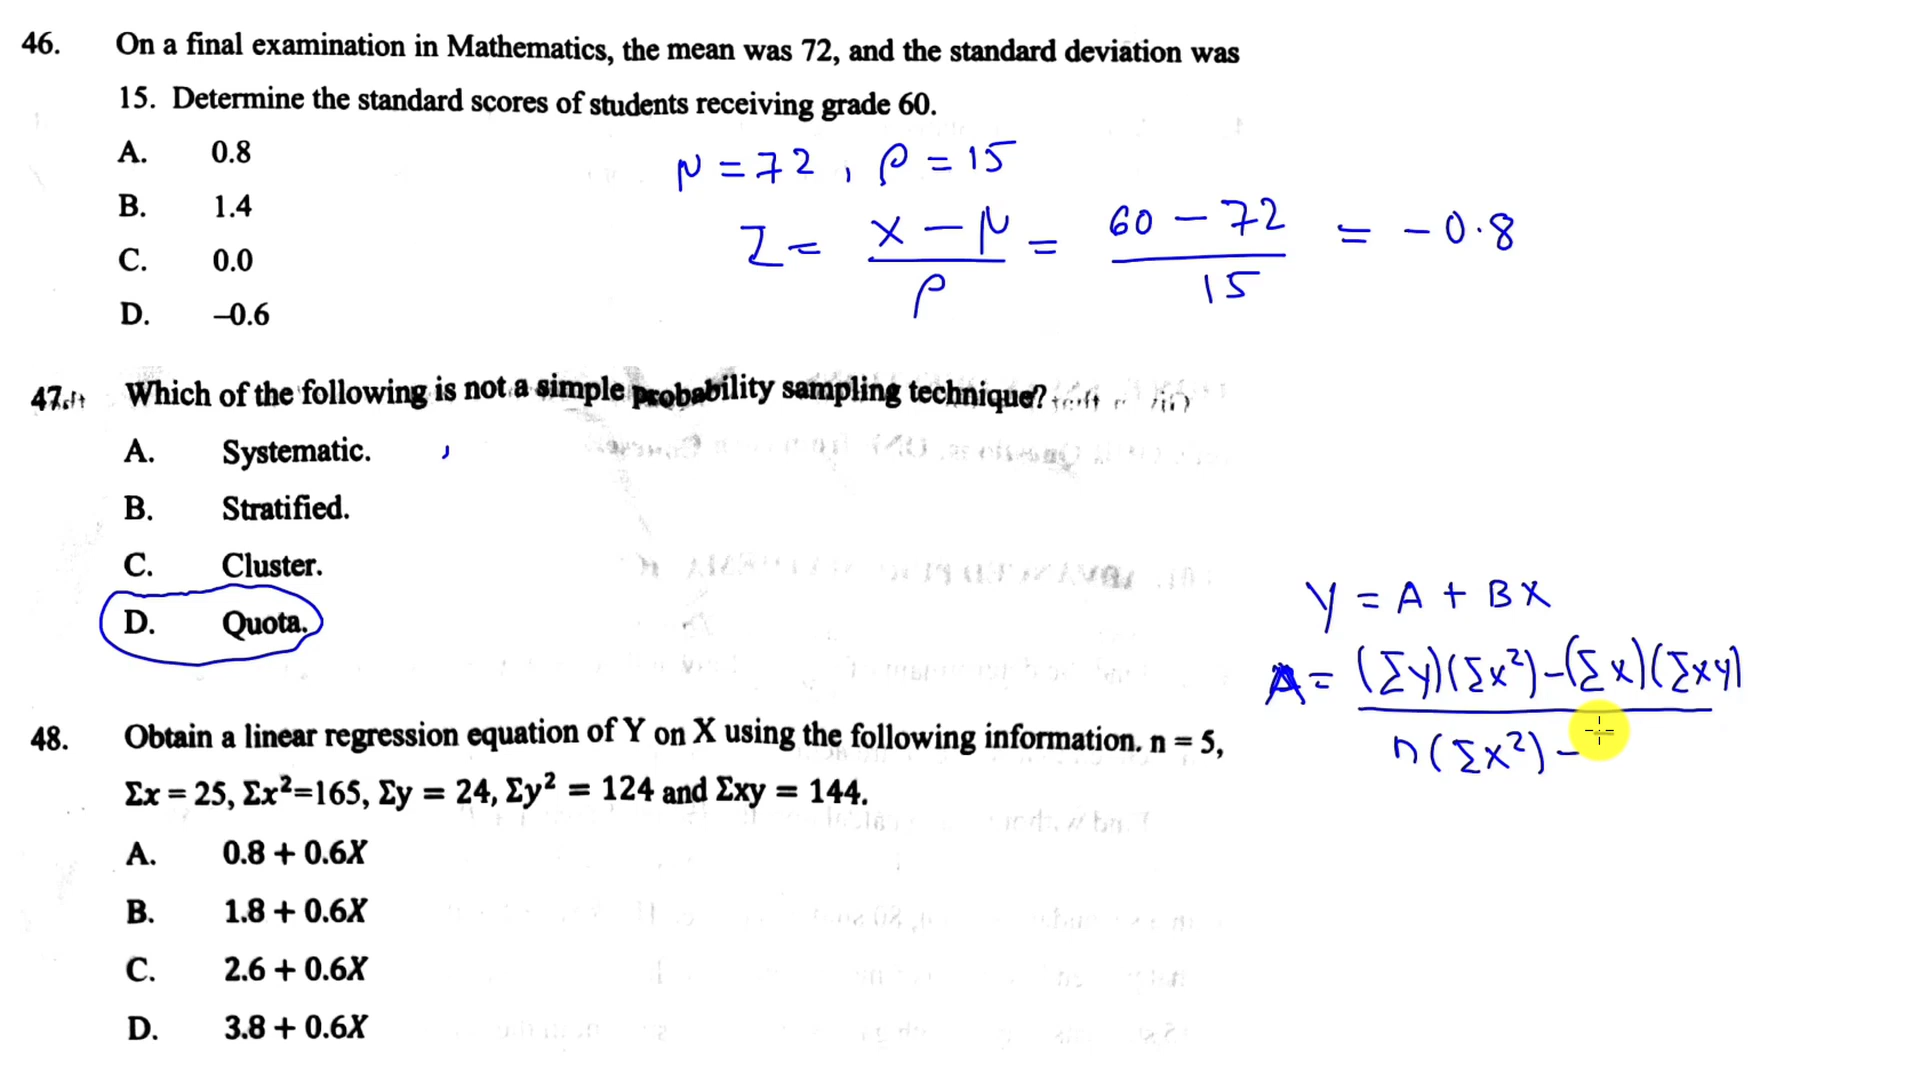 46. On a final examination in Mathematics, the mean was 72, and the standard deviation was
15. Determine the standard scores of students receiving grade 60.
A. 0.8
B. 1.4
C. 0.0
D. –0.6
μ = 72 , ρ = 15
Z = (x − μ)/ρ = (60 − 72)/15 = − 0.8
47. Which of the following is not a simple probability sampling technique?
A. Systematic.
B. Stratified.
C. Cluster.
D. Quota.
Y = A + BX
A = ((Σy)(Σx²) − (Σx)(Σxy))/(n(Σx²) −
48. Obtain a linear regression equation of Y on X using the following information. n = 5,
Σx = 25, Σx²=165, Σy = 24, Σy² = 124 and Σxy = 144.
A. 0.8 + 0.6X
B. 1.8 + 0.6X
C. 2.6 + 0.6X
D. 3.8 + 0.6X